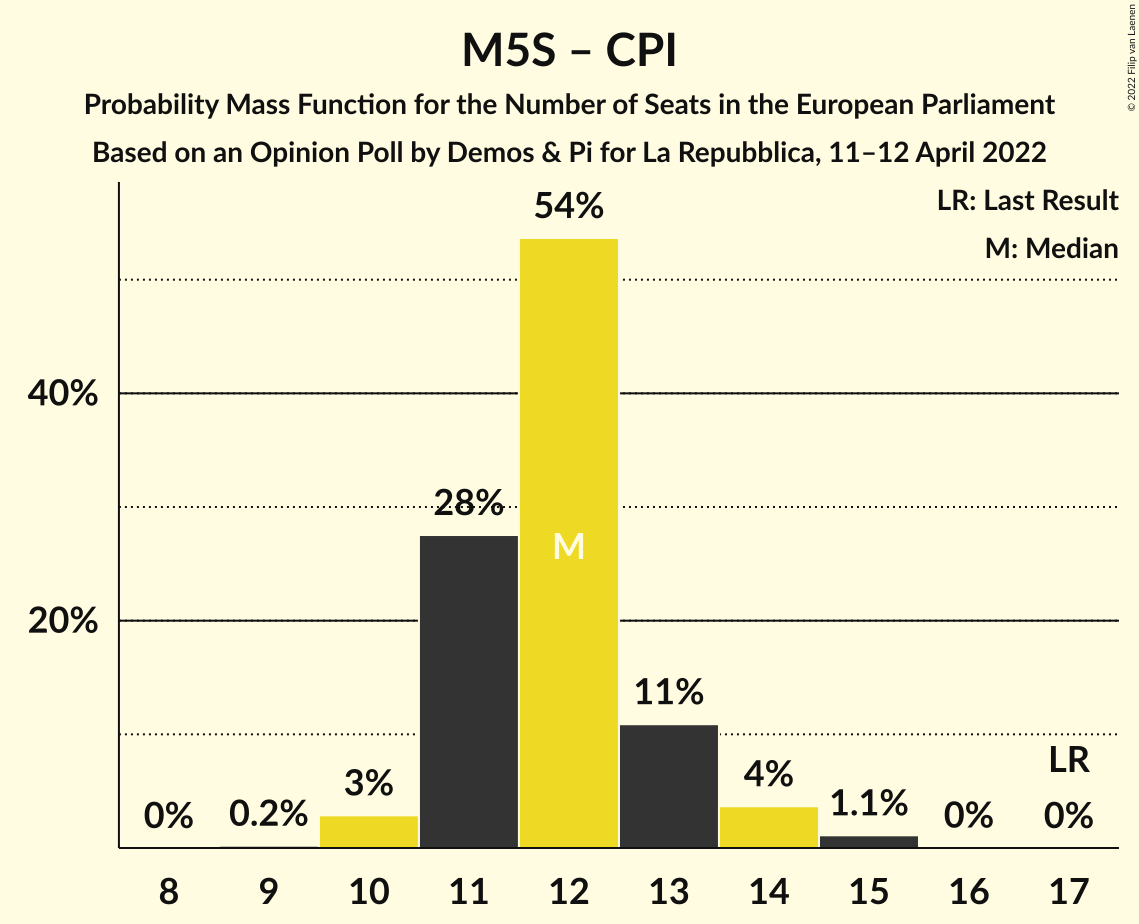 M5S – CPI
Probability Mass Function for the Number of Seats in the European Parliament
Based on an Opinion Poll by Demos & Pi for La Repubblica, 11–12 April 2022
© 2022 Filip van Laenen
LR: Last Result
M: Median
40%
20%
0%
0.2%
3%
28%
54%
M
11%
4%
1.1%
0%
LR
0%
8 9 10 11 12 13 14 15 16 17